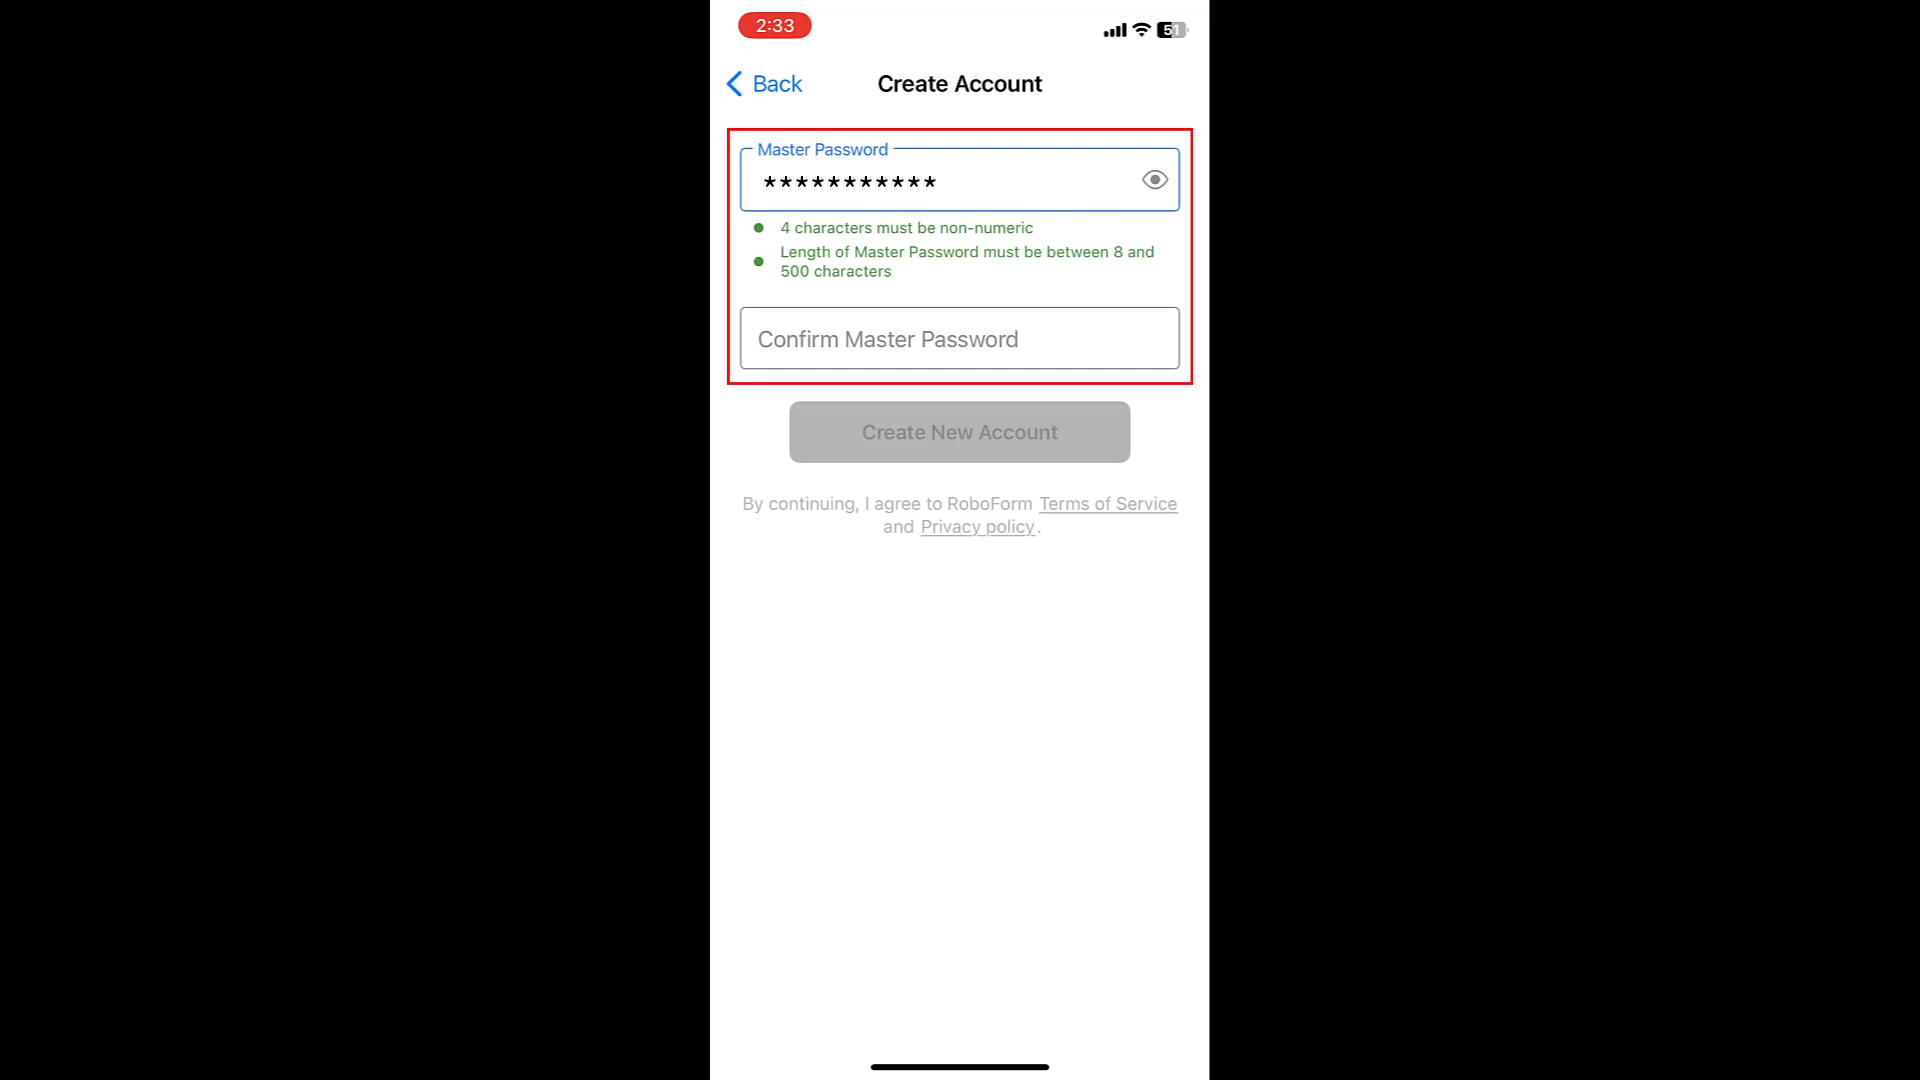 2:33
51
Back
Create Account
Master Password
***********
4 characters must be non-numeric
Length of Master Password must be between 8 and
500 characters
Confirm Master Password
Create New Account
By continuing, I agree to RoboForm Terms of Service
and Privacy policy.